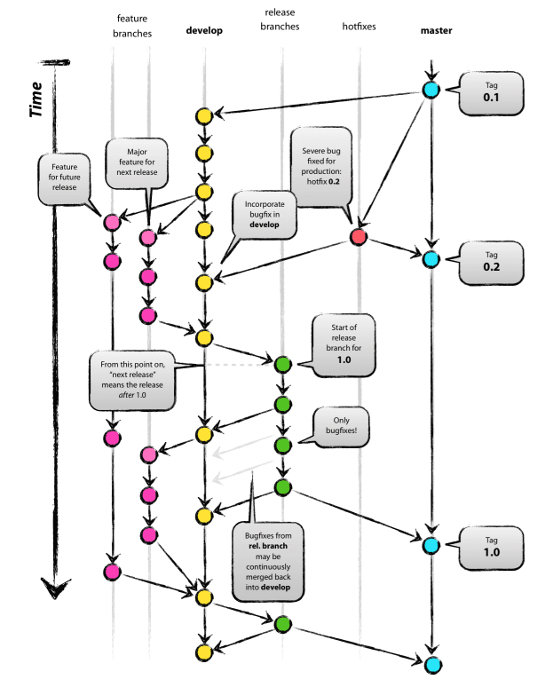 feature
branches
develop
release
branches
hotfixes
master
Time
Tag
0.1
Major
feature for
next release
Feature
for future
release
Severe bug
fixed for
production:
hotfix 0.2
Incorporate
bugfix in
develop
Tag
0.2
Start of
release
branch for
1.0
From this point on,
"next release"
means the release
after 1.0
Only
bugfixes!
Bugfixes from
rel. branch
may be
continuously
merged back
into develop
Tag
1.0